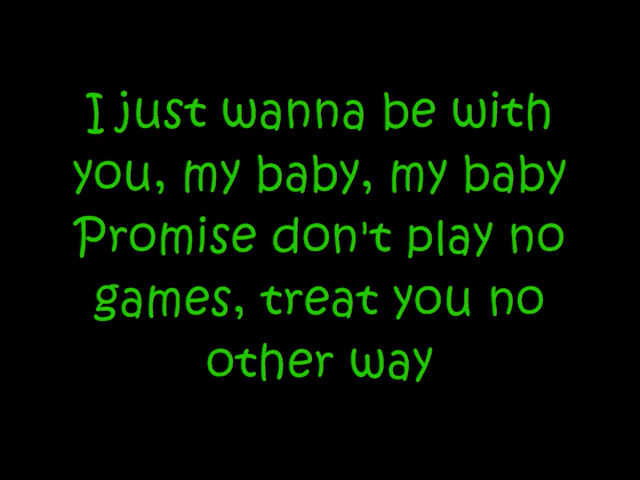 I just wanna be with
you, my baby, my baby
Promise don't play no
games, treat you no
other way